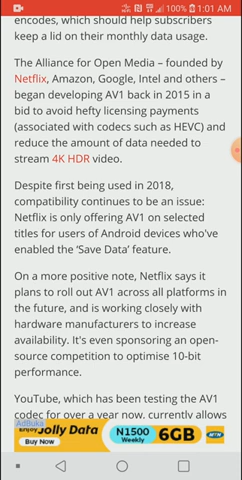 100% 1:01 AM
encodes, which should help subscribers
keep a lid on their monthly data usage.
The Alliance for Open Media – founded by
Netflix, Amazon, Google, Intel and others –
began developing AV1 back in 2015 in a
bid to avoid hefty licensing payments
(associated with codecs such as HEVC) and
reduce the amount of data needed to
stream 4K HDR video.
Despite first being used in 2018,
compatibility continues to be an issue:
Netflix is only offering AV1 on selected
titles for users of Android devices who've
enabled the ‘Save Data’ feature.
On a more positive note, Netflix says it
plans to roll out AV1 across all platforms in
the future, and is working closely with
hardware manufacturers to increase
availability. It's even sponsoring an open-
source competition to optimise 10-bit
performance.
YouTube, which has been testing the AV1
codec for over a year now, currently allows
AdBuka
Enjoy Jolly Data
Buy Now
N1500
Weekly
6GB
MTN